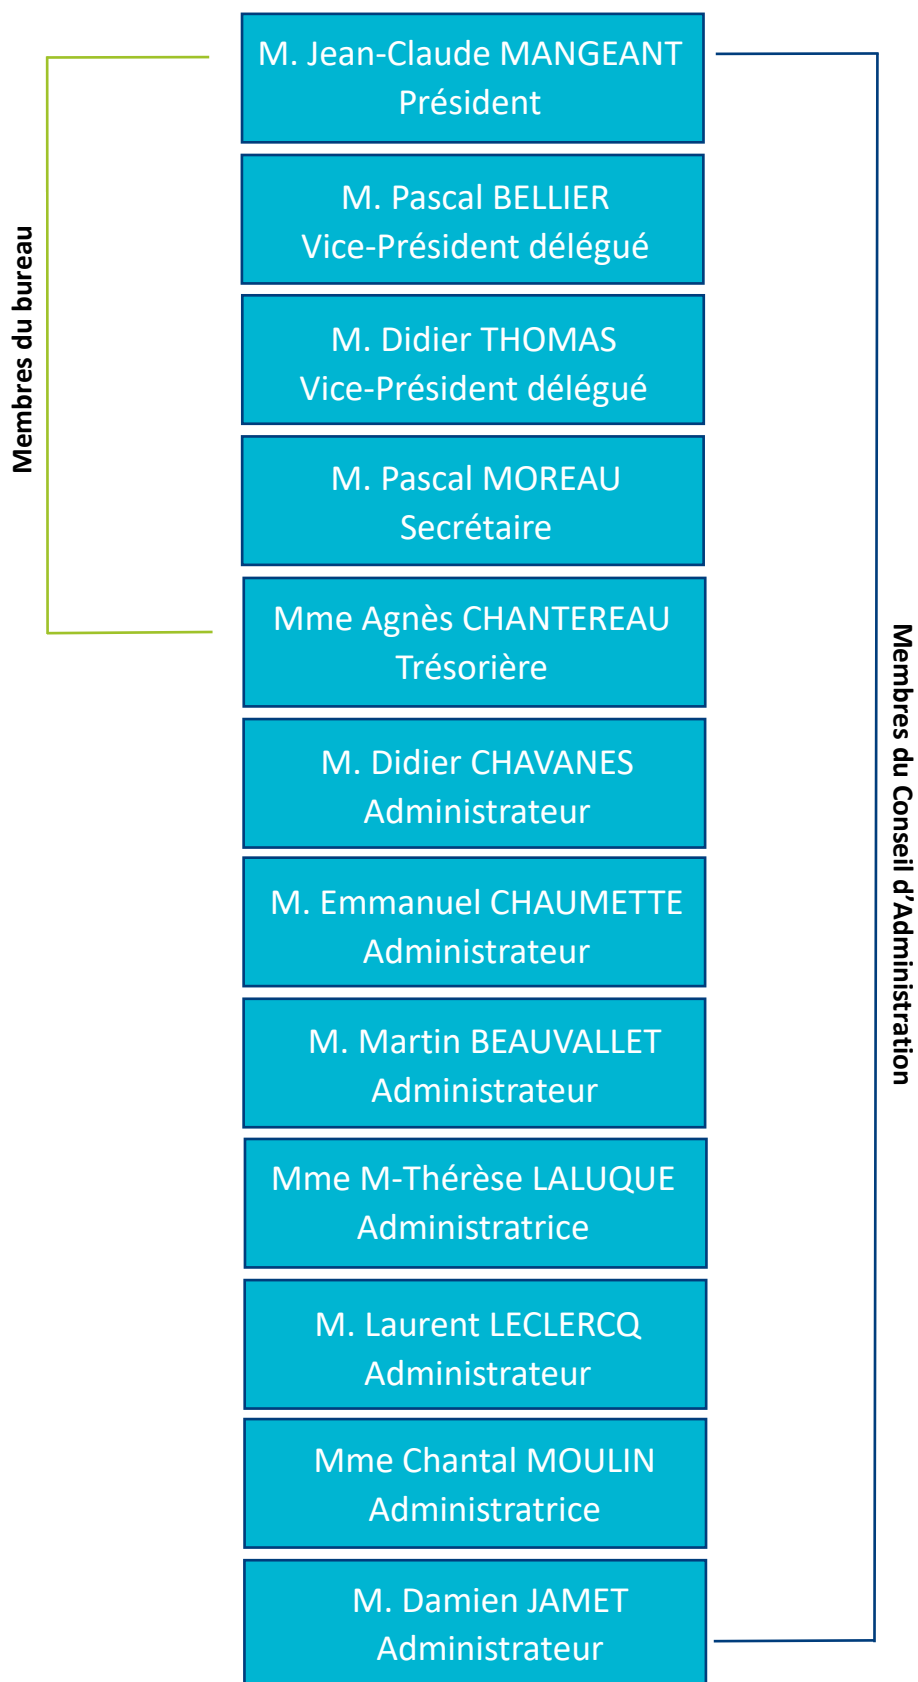 M. Jean-Claude MANGEANT
Président
M. Pascal BELLIER
Vice-Président délégué
M. Didier THOMAS
Vice-Président délégué
M. Pascal MOREAU
Secrétaire
Mme Agnès CHANTEREAU
Trésorière
M. Didier CHAVANES
Administrateur
M. Emmanuel CHAUMETTE
Administrateur
M. Martin BEAUVALLET
Administrateur
Mme M-Thérèse LALUQUE
Administratrice
M. Laurent LECLERCQ
Administrateur
Mme Chantal MOULIN
Administratrice
M. Damien JAMET
Administrateur
Membres du bureau
Membres du Conseil d’Administration